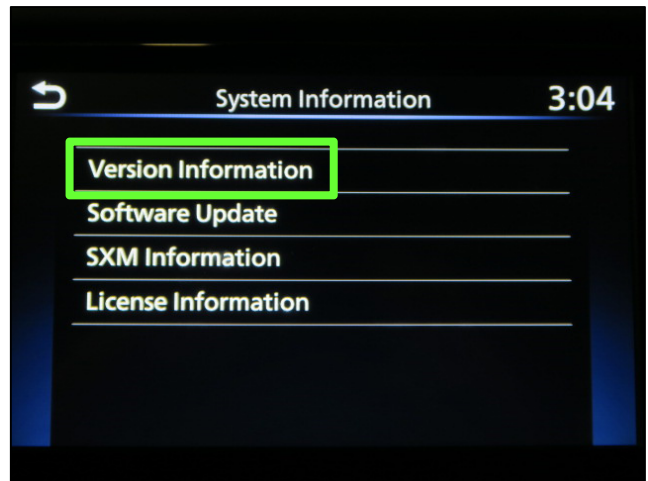 System Information 3:04
Version Information
Software Update
SXM Information
License Information